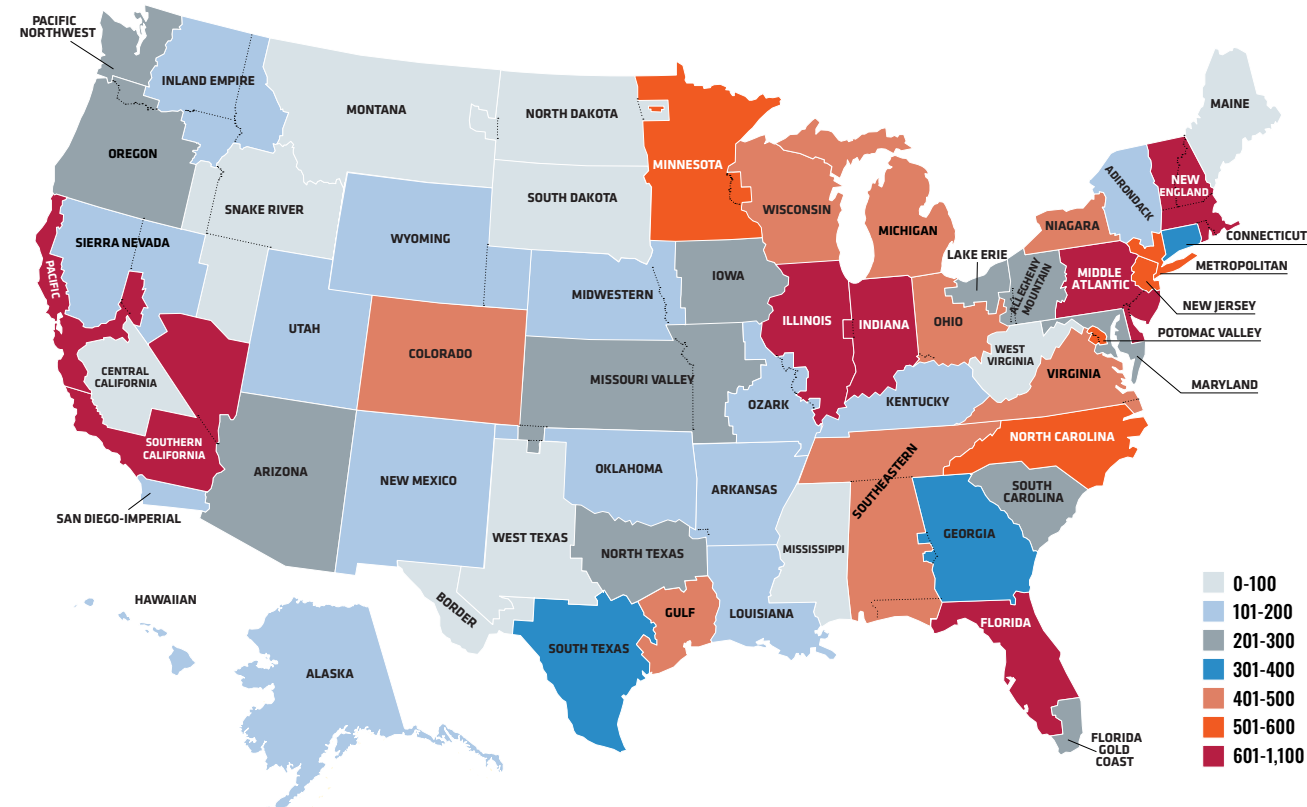 PACIFIC
NORTHWEST
INLAND EMPIRE
MONTANA
NORTH DAKOTA
MAINE
OREGON
MINNESOTA
SOUTH DAKOTA
SNAKE RIVER
WISCONSIN
MICHIGAN
ADIRONDACK
NEW
ENGLAND
NIAGARA
CONNECTICUT
SIERRA NEVADA
WYOMING
LAKE ERIE
METROPOLITAN
PACIFIC
IOWA
ALLEGHENY
MOUNTAIN
MIDDLE
ATLANTIC
MIDWESTERN
NEW JERSEY
UTAH
ILLINOIS
INDIANA
OHIO
POTOMAC VALLEY
COLORADO
WEST
VIRGINIA
CENTRAL
CALIFORNIA
MISSOURI VALLEY
VIRGINIA
MARYLAND
OZARK
KENTUCKY
SOUTHERN
CALIFORNIA
NORTH CAROLINA
ARIZONA
NEW MEXICO
OKLAHOMA
ARKANSAS
SOUTHEASTERN
SOUTH
CAROLINA
SAN DIEGO-IMPERIAL
WEST TEXAS
NORTH TEXAS
MISSISSIPPI
GEORGIA
HAWAIIAN
BORDER
GULF
LOUISIANA
FLORIDA
SOUTH TEXAS
ALASKA
FLORIDA
GOLD
COAST
0-100
101-200
201-300
301-400
401-500
501-600
601-1,100